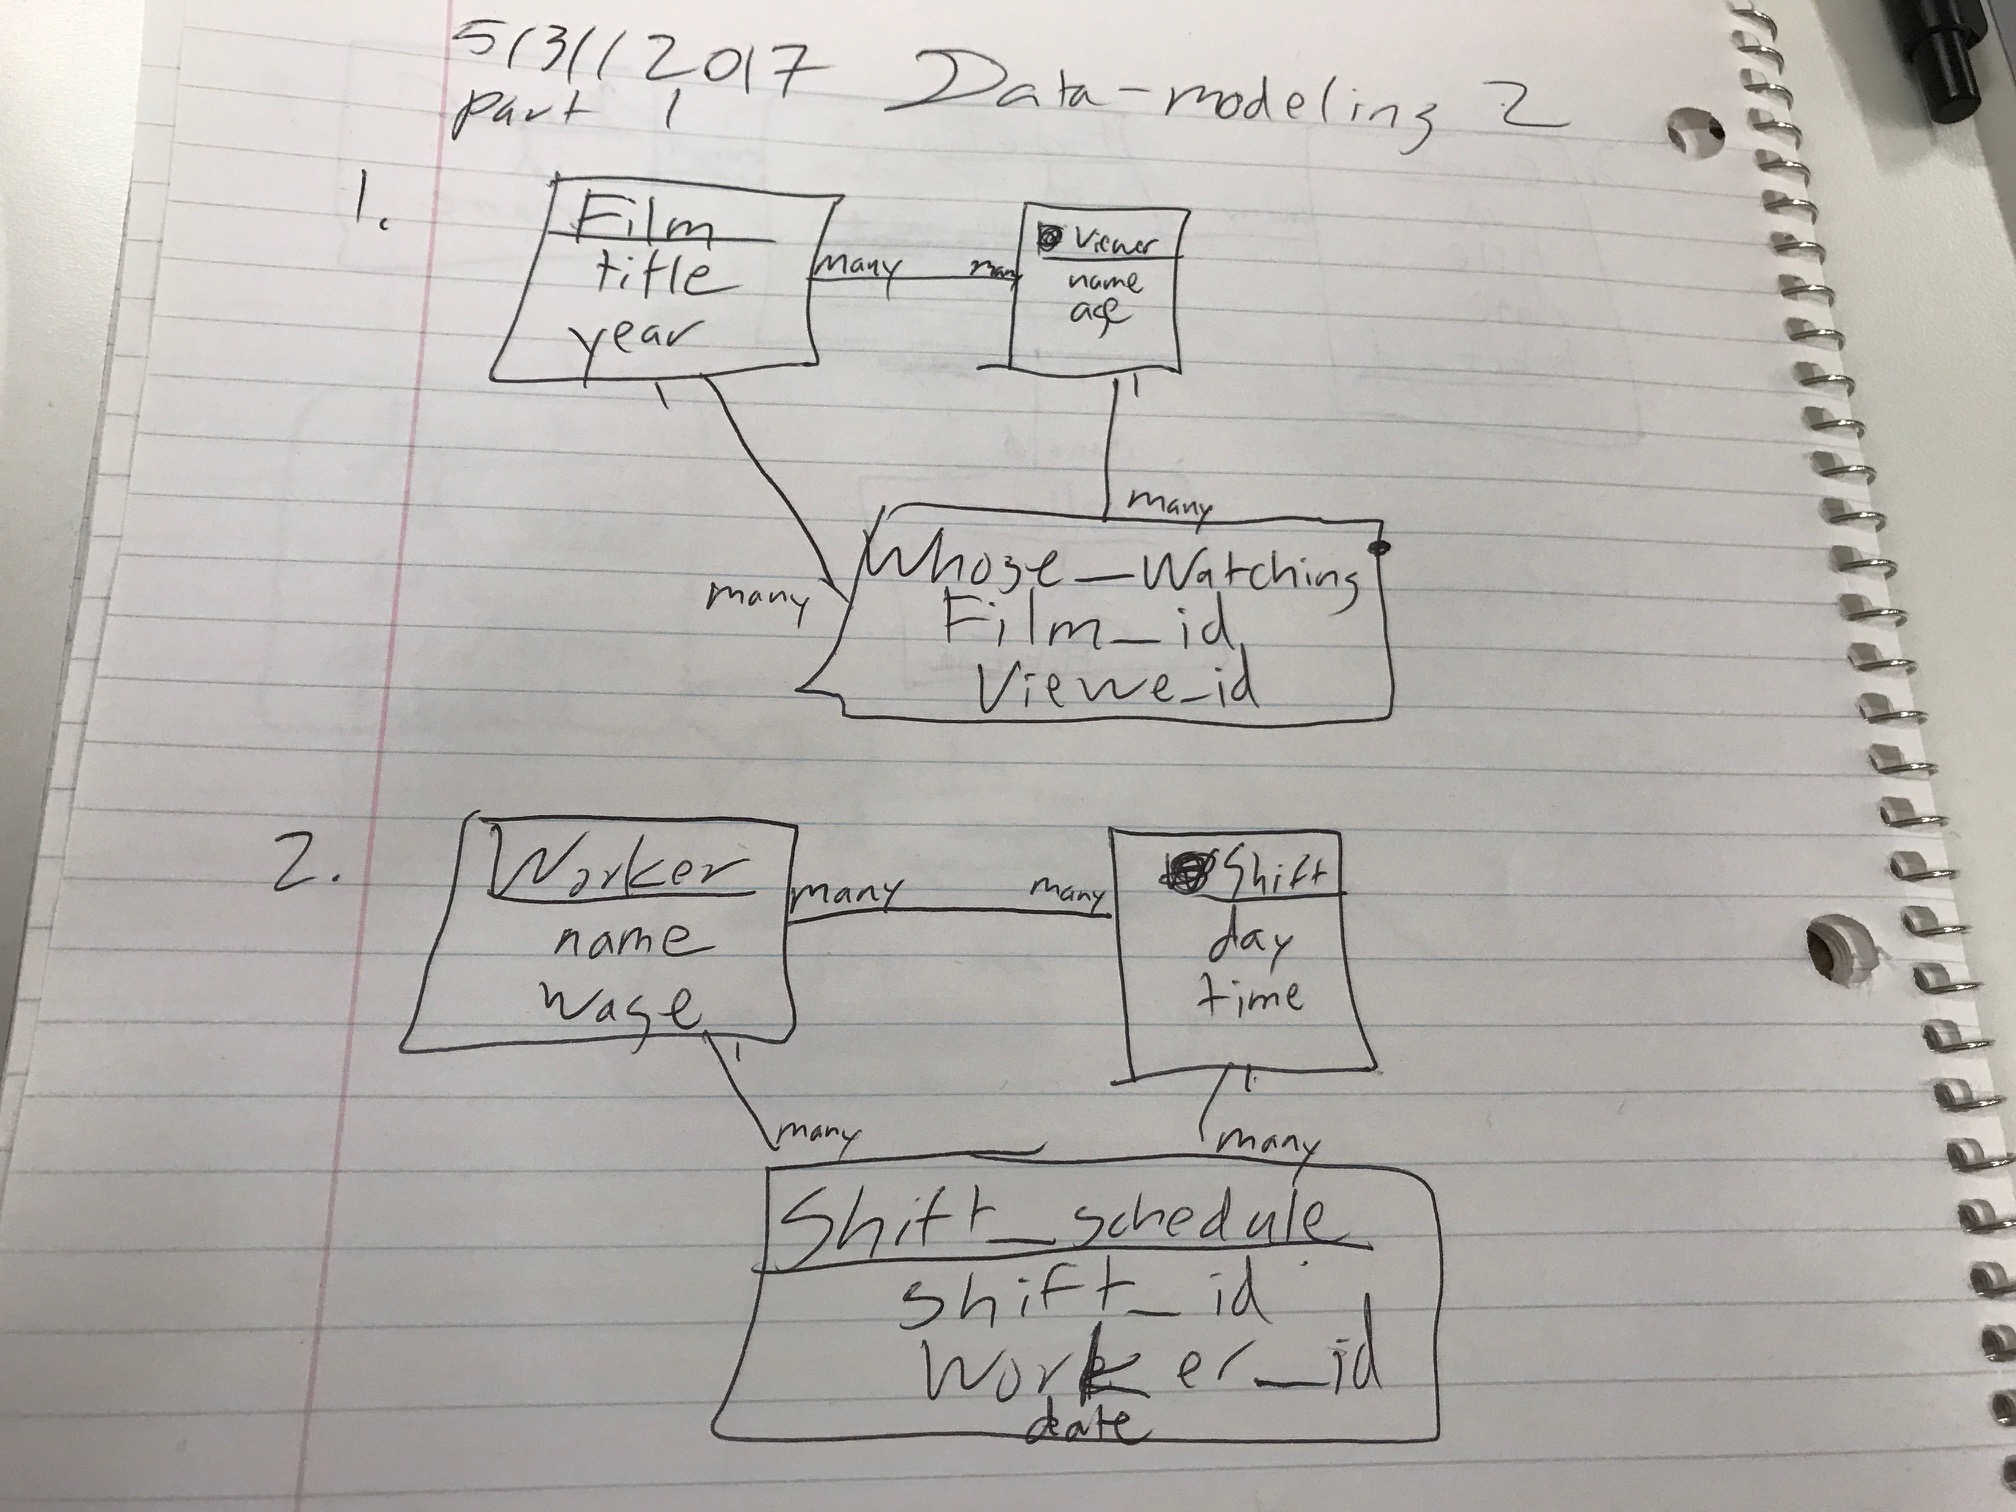 5/31/2017 Data-modeling 2
part 1
1.
Film
title
year
many many
Viewer
name
age
1 1
many
many
Whose_Watching
Film_id
Viewe_id
2.
Worker
name
wage
many many
Shift
day
time
1 1
many many
Shift_schedule
shift_id
Worker_id
date